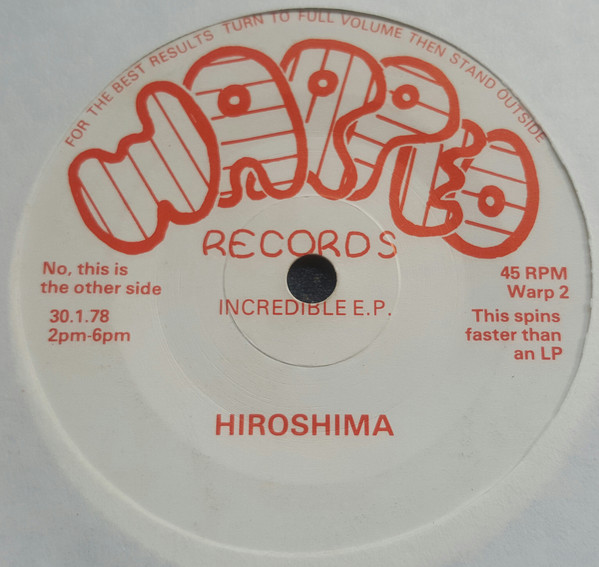 FOR THE BEST RESULTS TURN TO FULL VOLUME THEN STAND OUTSIDE
WARPED
RECORDS
No, this is
the other side
30.1.78
2pm-6pm
INCREDIBLE E.P.
45 RPM
Warp 2
This spins
faster than
an LP
HIROSHIMA